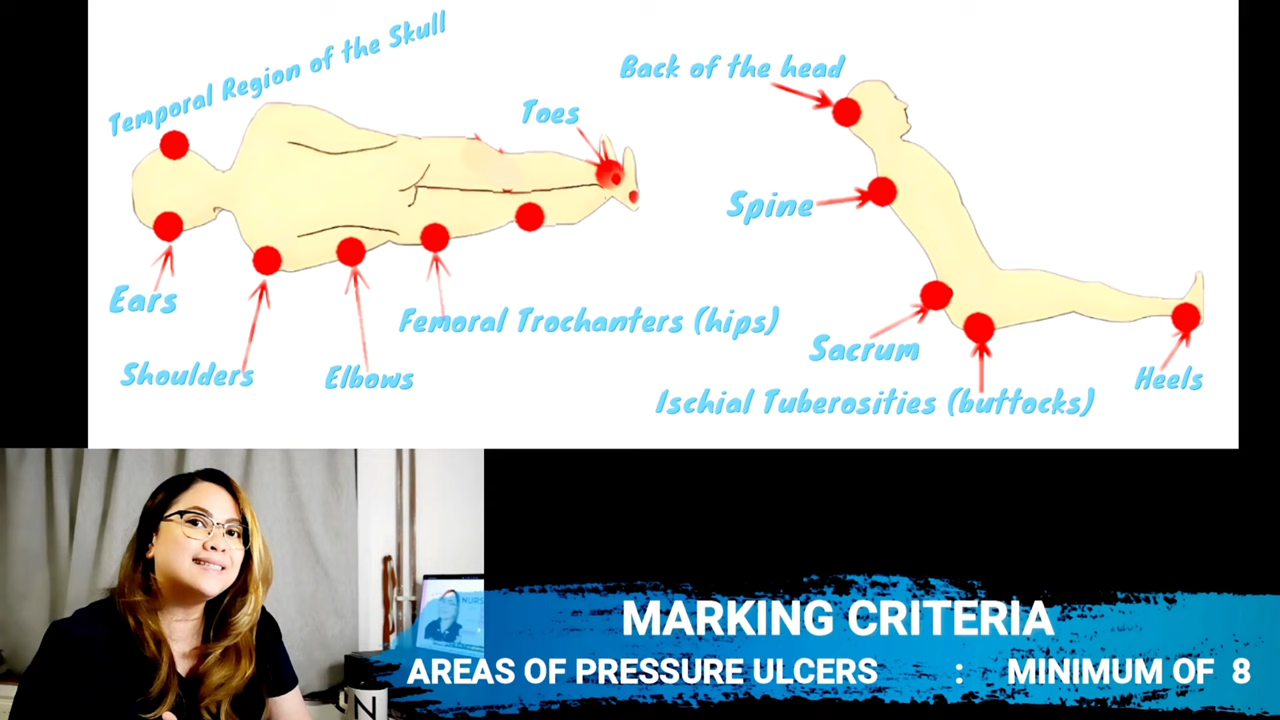 Temporal Region of the Skull
Toes
Back of the head
Spine
Ears
Femoral Trochanters (hips)
Shoulders
Elbows
Sacrum
Heels
Ischial Tuberosities (buttocks)
NURS
N
MARKING CRITERIA
AREAS OF PRESSURE ULCERS : MINIMUM OF 8